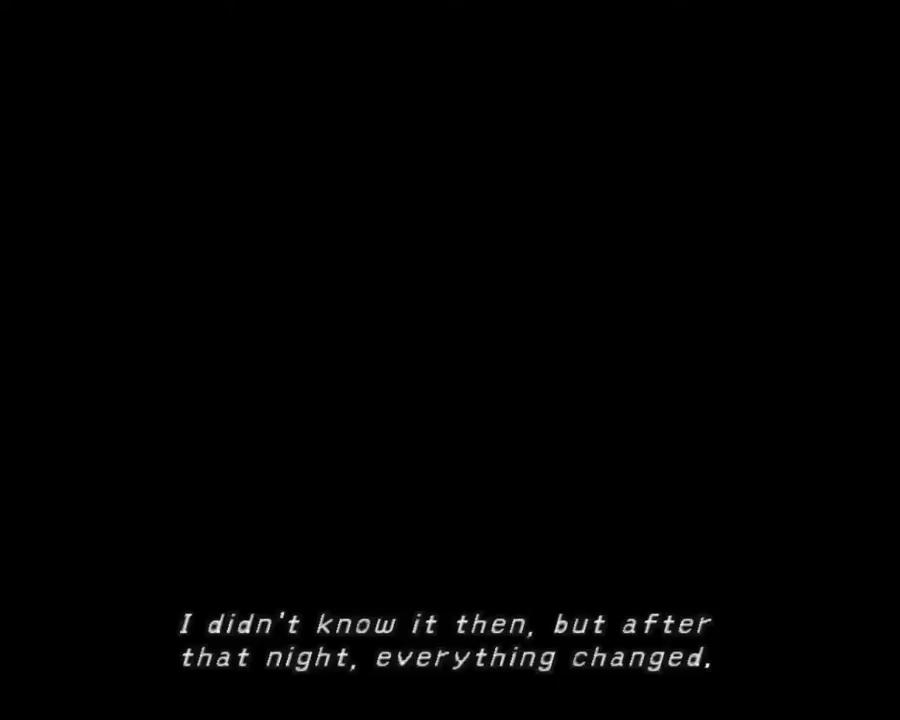 I didn't know it then, but after
that night, everything changed.